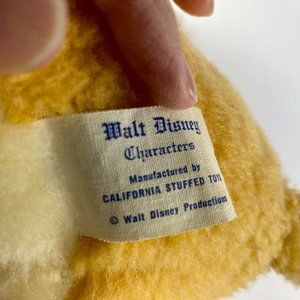 Walt Disney
Characters
Manufactured by
CALIFORNIA STUFFED TOYS
© Walt Disney Productions